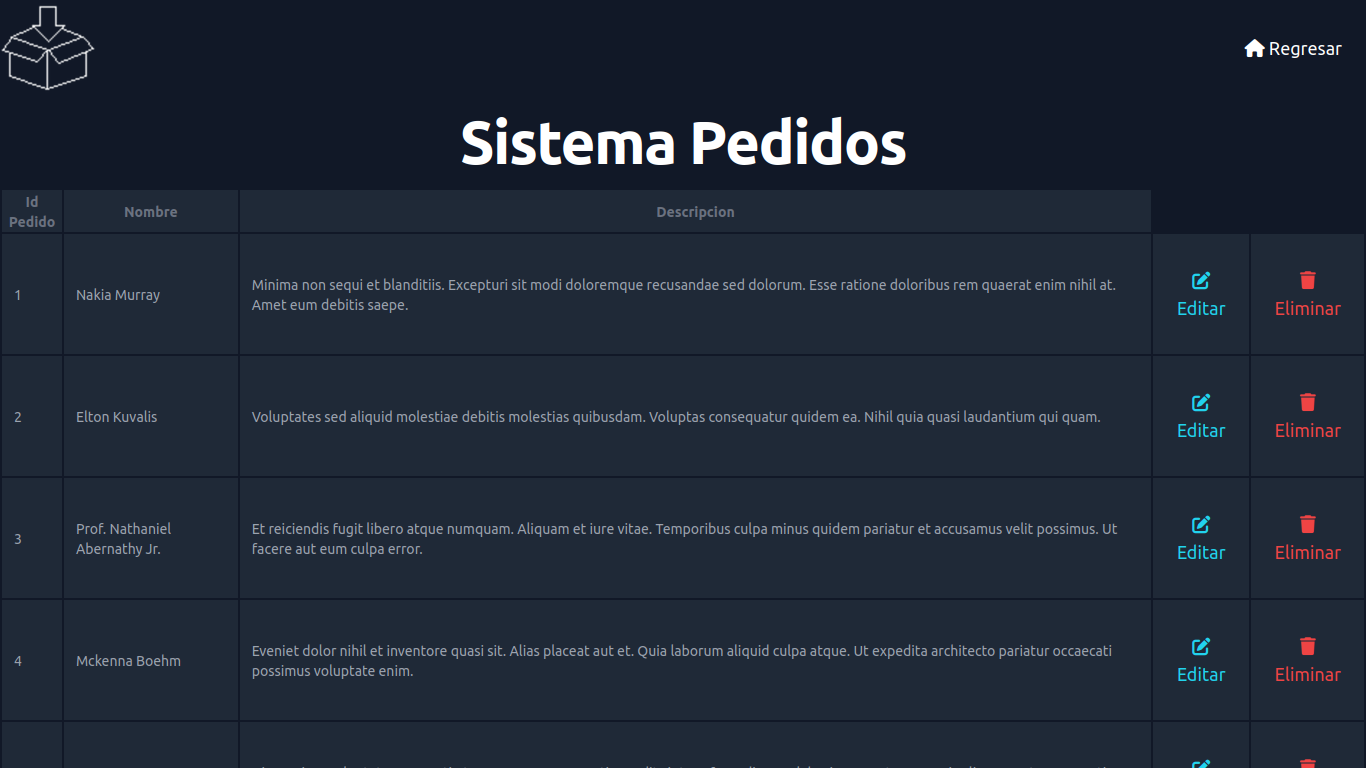 Regresar
Sistema Pedidos
Id
Pedido
Nombre
Descripcion
1
Nakia Murray
Minima non sequi et blanditiis. Excepturi sit modi doloremque recusandae sed dolorum. Esse ratione doloribus rem quaerat enim nihil at.
Amet eum debitis saepe.
Editar
Eliminar
2
Elton Kuvalis
Voluptates sed aliquid molestiae debitis molestias quibusdam. Voluptas consequatur quidem ea. Nihil quia quasi laudantium qui quam.
Editar
Eliminar
3
Prof. Nathaniel
Abernathy Jr.
Et reiciendis fugit libero atque numquam. Aliquam et iure vitae. Temporibus culpa minus quidem pariatur et accusamus velit possimus. Ut
facere aut eum culpa error.
Editar
Eliminar
4
Mckenna Boehm
Eveniet dolor nihil et inventore quasi sit. Alias placeat aut et. Quia laborum aliquid culpa atque. Ut expedita architecto pariatur occaecati
possimus voluptate enim.
Editar
Eliminar